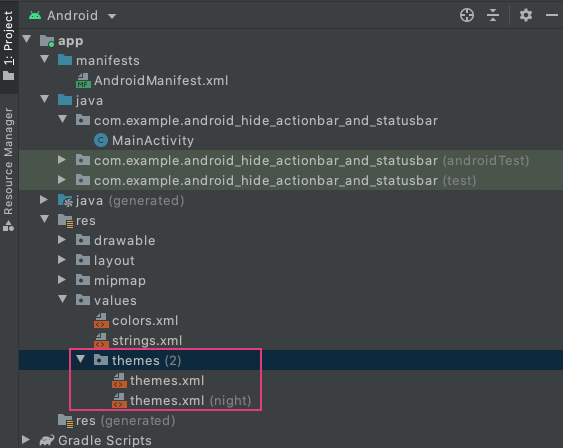 Android
1: Project
Resource Manager
app
manifests
AndroidManifest.xml
java
com.example.android_hide_actionbar_and_statusbar
MainActivity
com.example.android_hide_actionbar_and_statusbar (androidTest)
com.example.android_hide_actionbar_and_statusbar (test)
java (generated)
res
drawable
layout
mipmap
values
colors.xml
strings.xml
themes (2)
themes.xml
themes.xml (night)
res (generated)
Gradle Scripts